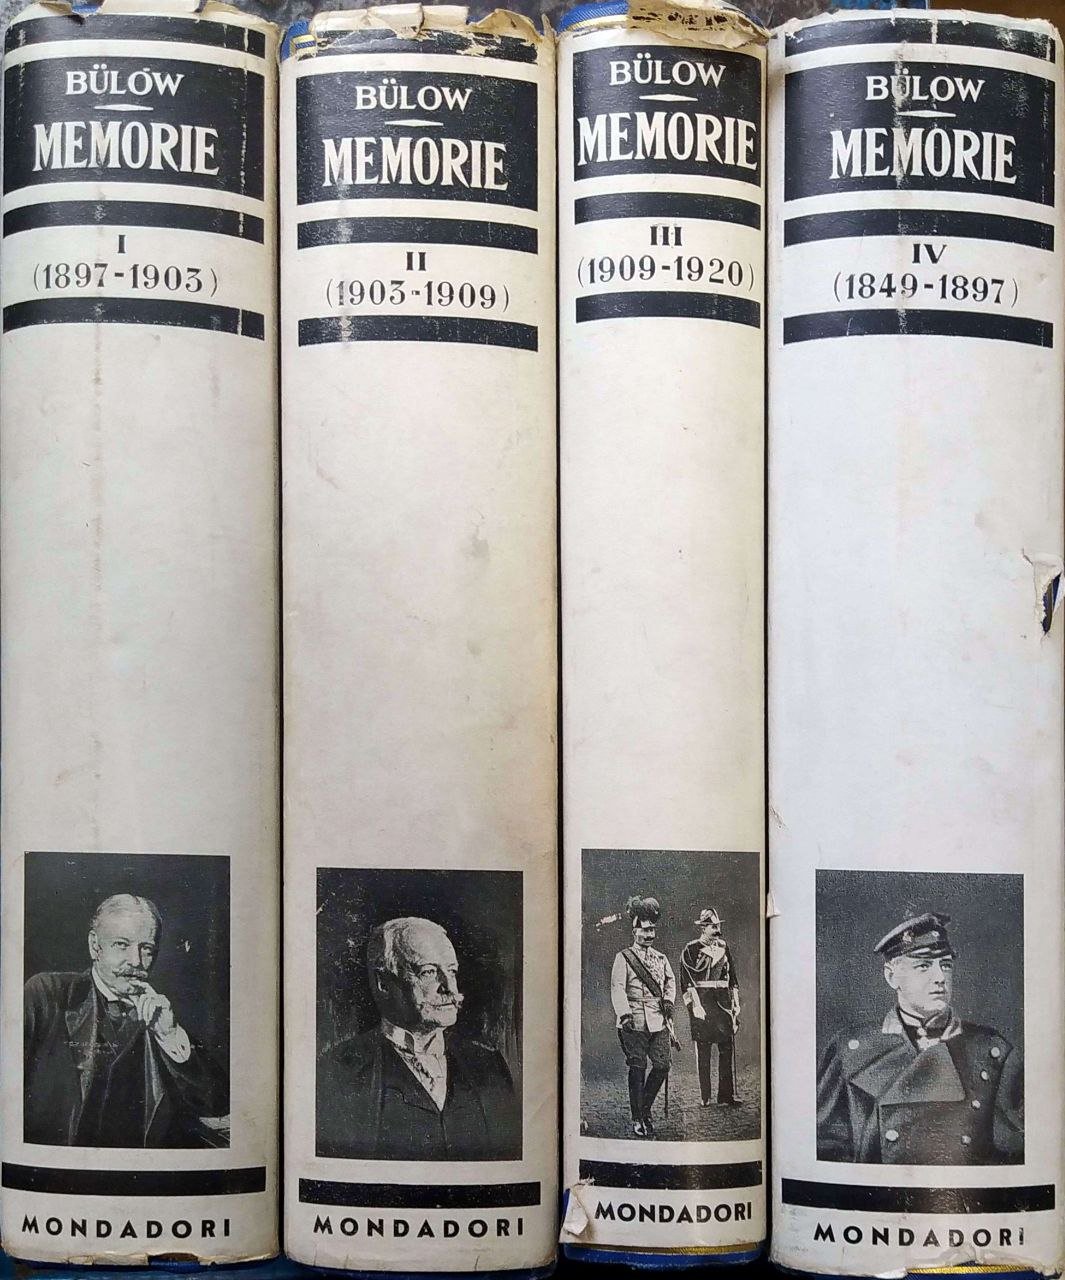 BÜLOW
MEMORIE
I
(1897-1903)
MONDADORI
BÜLOW
MEMORIE
II
(1903-1909)
MONDADORI
BÜLOW
MEMORIE
III
(1909-1920)
MONDADORI
BÜLOW
MEMORIE
IV
(1849-1897)
MONDADORI